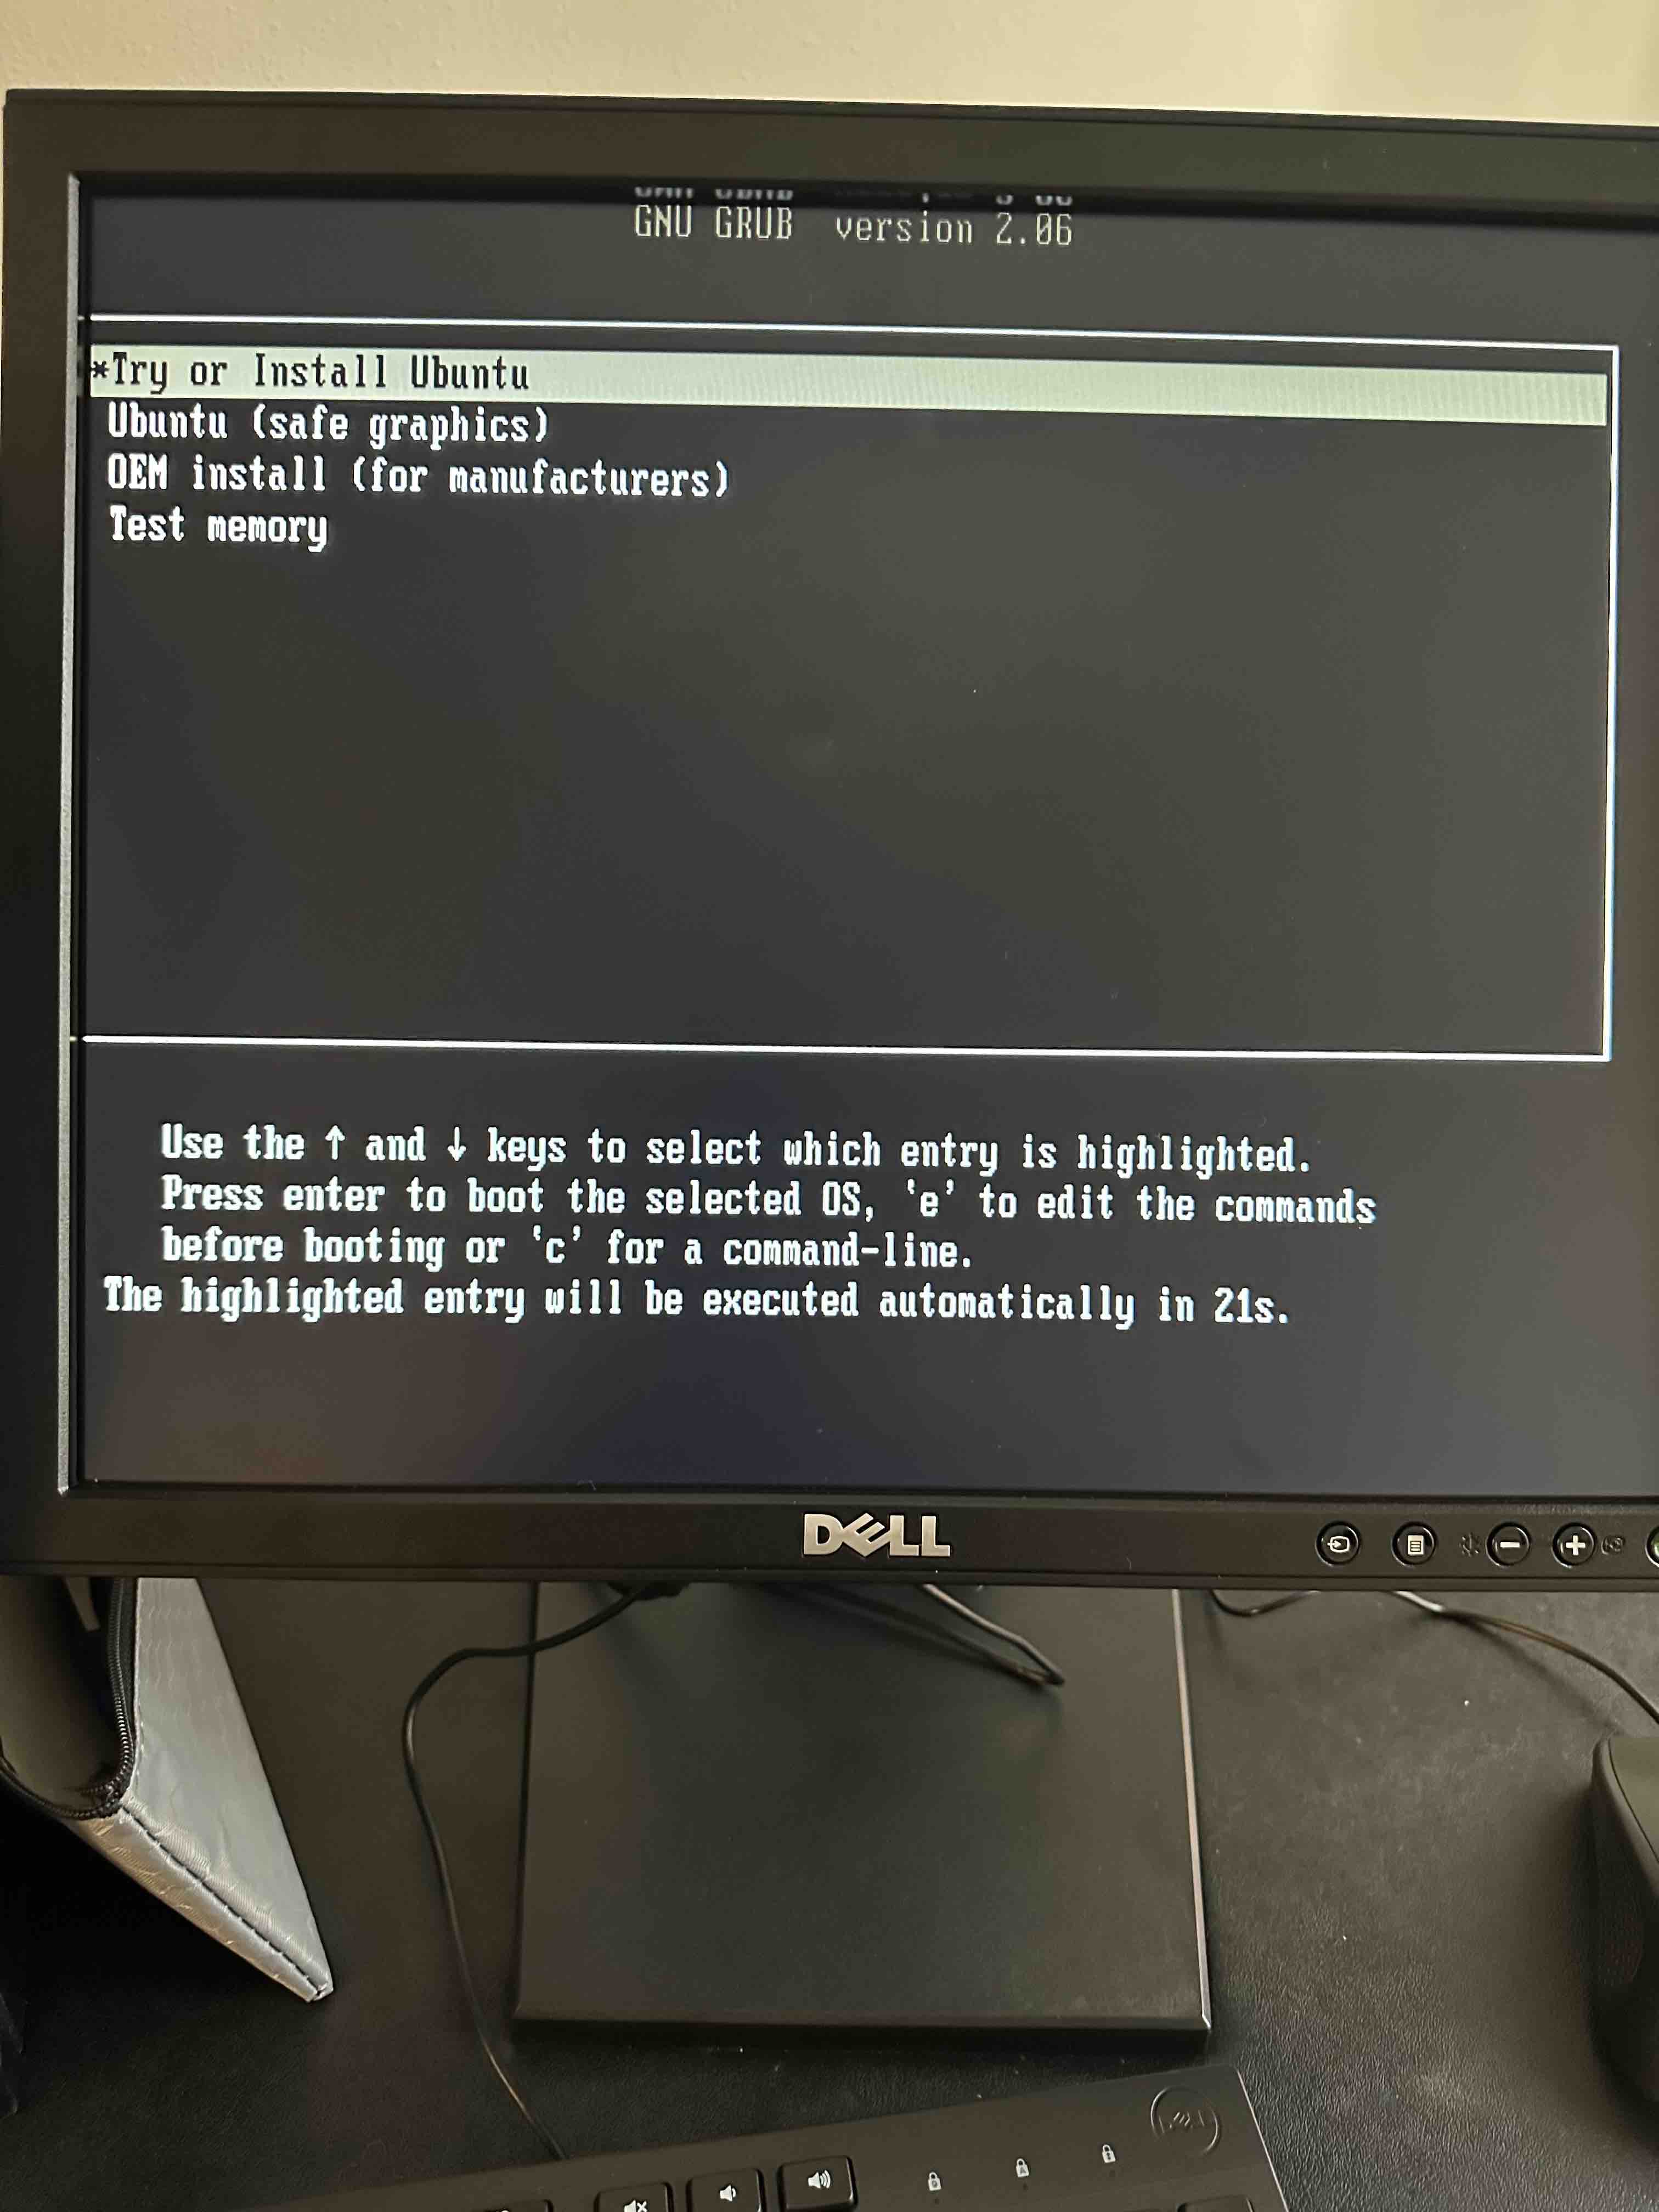 GNU GRUB version 2.06
*Try or Install Ubuntu
Ubuntu (safe graphics)
OEM install (for manufacturers)
Test memory
Use the ↑ and ↓ keys to select which entry is highlighted.
Press enter to boot the selected OS, 'e' to edit the commands
before booting or 'c' for a command-line.
The highlighted entry will be executed automatically in 21s.
DELL
DELL